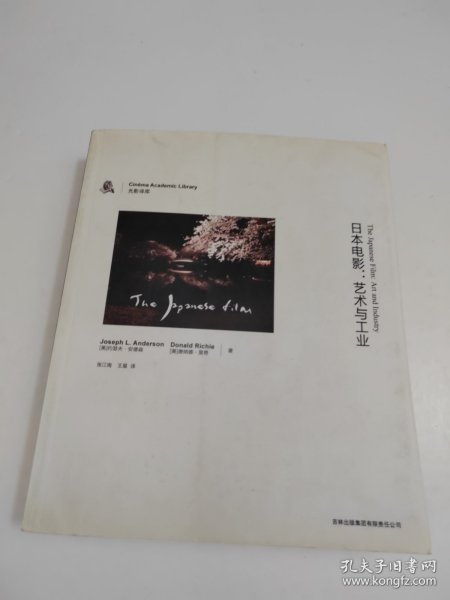 Cinéma Academic Library
光影译库
The Japanese film
The Japanese Film: Art and Industry
日本电影：艺术与工业
Joseph L. Anderson Donald Richie
[美]约瑟夫·安德森 [美]唐纳德·里奇 著
张江南 王星 译
吉林出版集团有限责任公司
孔夫子旧书网
www.kongfz.com